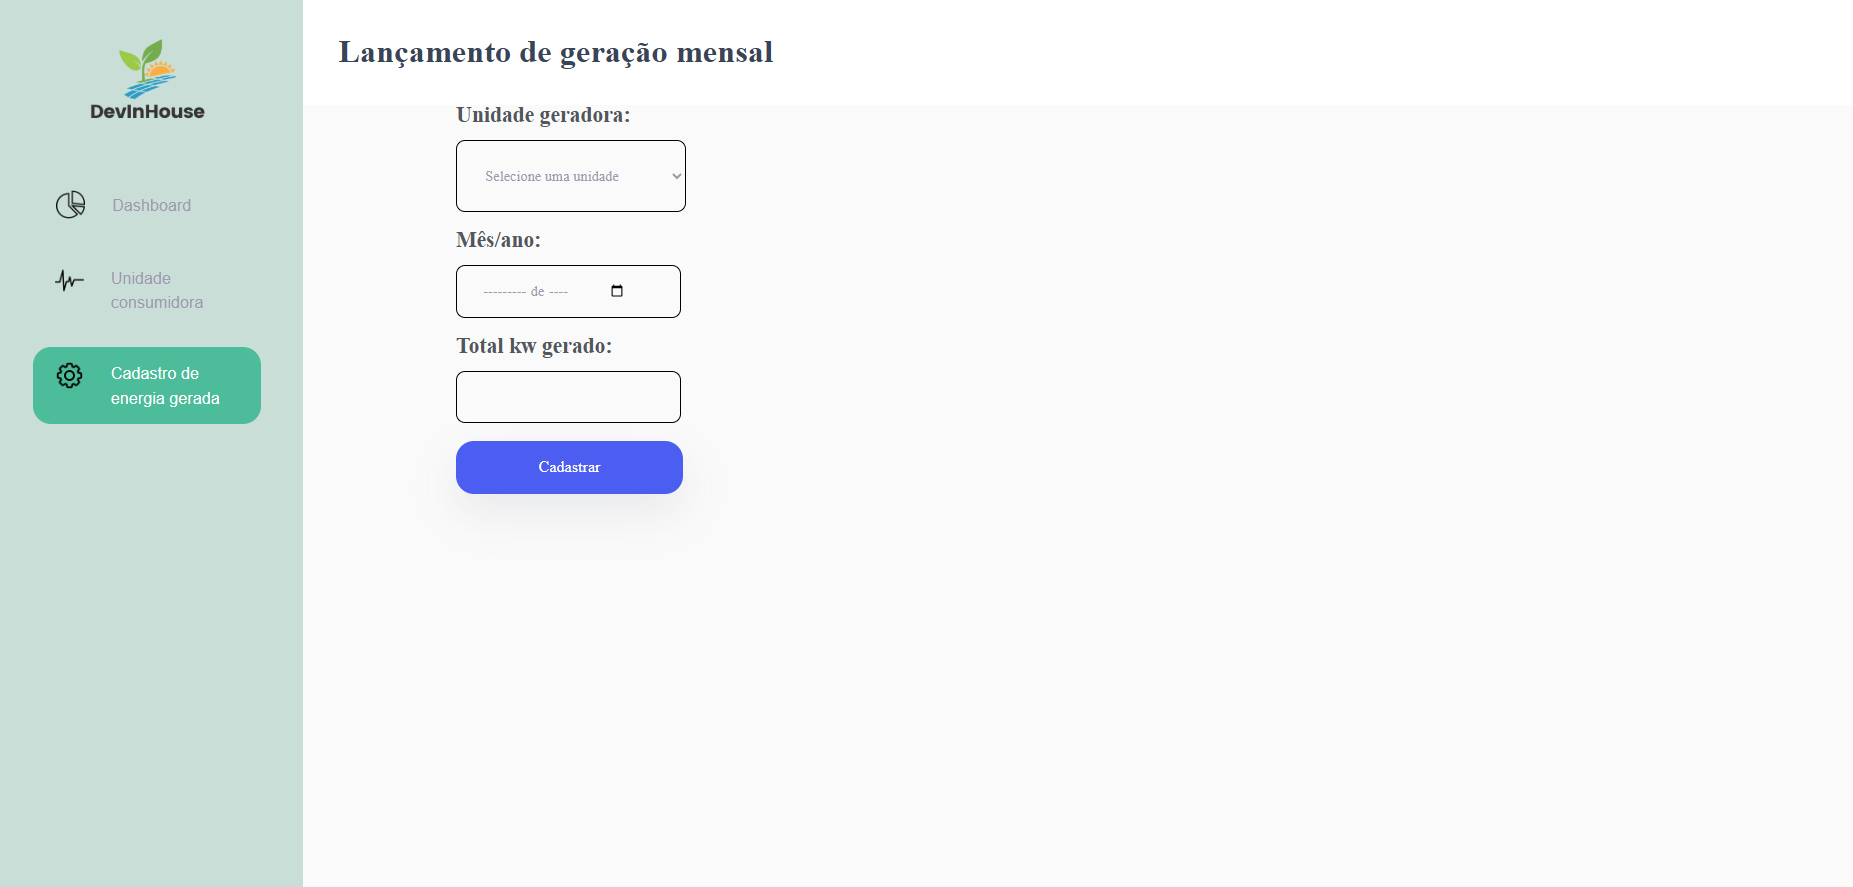 DevInHouse
Dashboard
Unidade
consumidora
Cadastro de
energia gerada
Lançamento de geração mensal
Unidade geradora:
Selecione uma unidade
Mês/ano:
--------- de ----
Total kw gerado:
Cadastrar